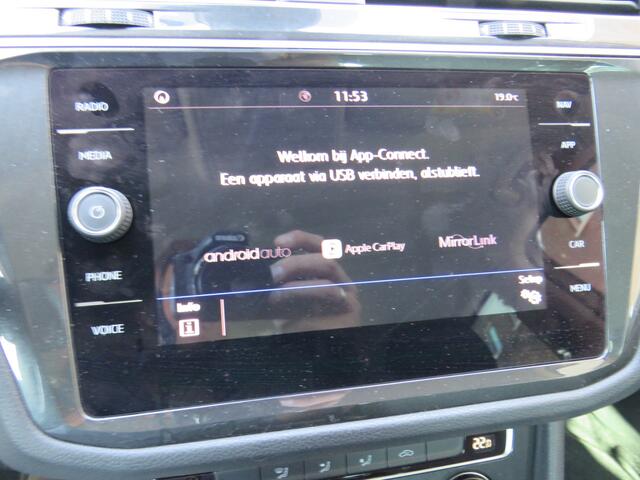 RADIO
MEDIA
PHONE
VOICE
11:53
19.0°C
Welkom bij App-Connect.
Een apparaat via USB verbinden, alstublieft.
androidauto
Apple CarPlay
MirrorLink
Info
Setup
NAV
APP
CAR
MENU
22.0